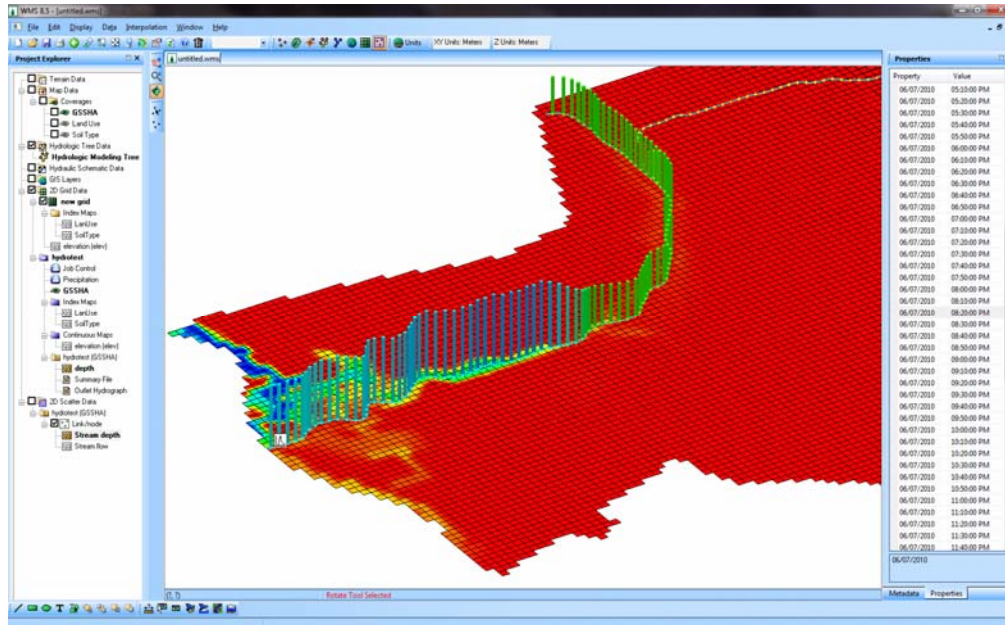 WMS 8.5 - [untitled.wms]
File Edit Display Data Interpolation Window Help
Units XY Units: Meters Z Units: Meters
Project Explorer
untitled.wms
Properties
Terrain Data
Map Data
Coverages
GSSHA
Land Use
Soil Type
Hydrologic Tree Data
Hydrologic Modeling Tree
Hydraulic Schematic Data
GIS Layers
2D Grid Data
new grid
Index Maps
LanUse
SoilType
elevation (elev)
hydrotest
Job Control
Precipitation
GSSHA
Index Maps
LanUse
SoilType
Continuous Maps
elevation (elev)
hydrotest (GSSHA)
depth
Summary File
Outlet Hydrograph
2D Scatter Data
hydrotest (GSSHA)
Link/node
Stream depth
Stream flow
Property Value
06/07/2010 05:10:00 PM
06/07/2010 05:20:00 PM
06/07/2010 05:30:00 PM
06/07/2010 05:40:00 PM
06/07/2010 05:50:00 PM
06/07/2010 06:00:00 PM
06/07/2010 06:10:00 PM
06/07/2010 06:20:00 PM
06/07/2010 06:30:00 PM
06/07/2010 06:40:00 PM
06/07/2010 06:50:00 PM
06/07/2010 07:00:00 PM
06/07/2010 07:10:00 PM
06/07/2010 07:20:00 PM
06/07/2010 07:30:00 PM
06/07/2010 07:40:00 PM
06/07/2010 07:50:00 PM
06/07/2010 08:00:00 PM
06/07/2010 08:10:00 PM
06/07/2010 08:20:00 PM
06/07/2010 08:30:00 PM
06/07/2010 08:40:00 PM
06/07/2010 08:50:00 PM
06/07/2010 09:00:00 PM
06/07/2010 09:10:00 PM
06/07/2010 09:20:00 PM
06/07/2010 09:30:00 PM
06/07/2010 09:40:00 PM
06/07/2010 09:50:00 PM
06/07/2010 10:00:00 PM
06/07/2010 10:10:00 PM
06/07/2010 10:20:00 PM
06/07/2010 10:30:00 PM
06/07/2010 10:40:00 PM
06/07/2010 10:50:00 PM
06/07/2010 11:00:00 PM
06/07/2010 11:10:00 PM
06/07/2010 11:20:00 PM
06/07/2010 11:30:00 PM
06/07/2010 11:40:00 PM
06/07/2010
(?, ?) Rotate Tool Selected
Metadata Properties